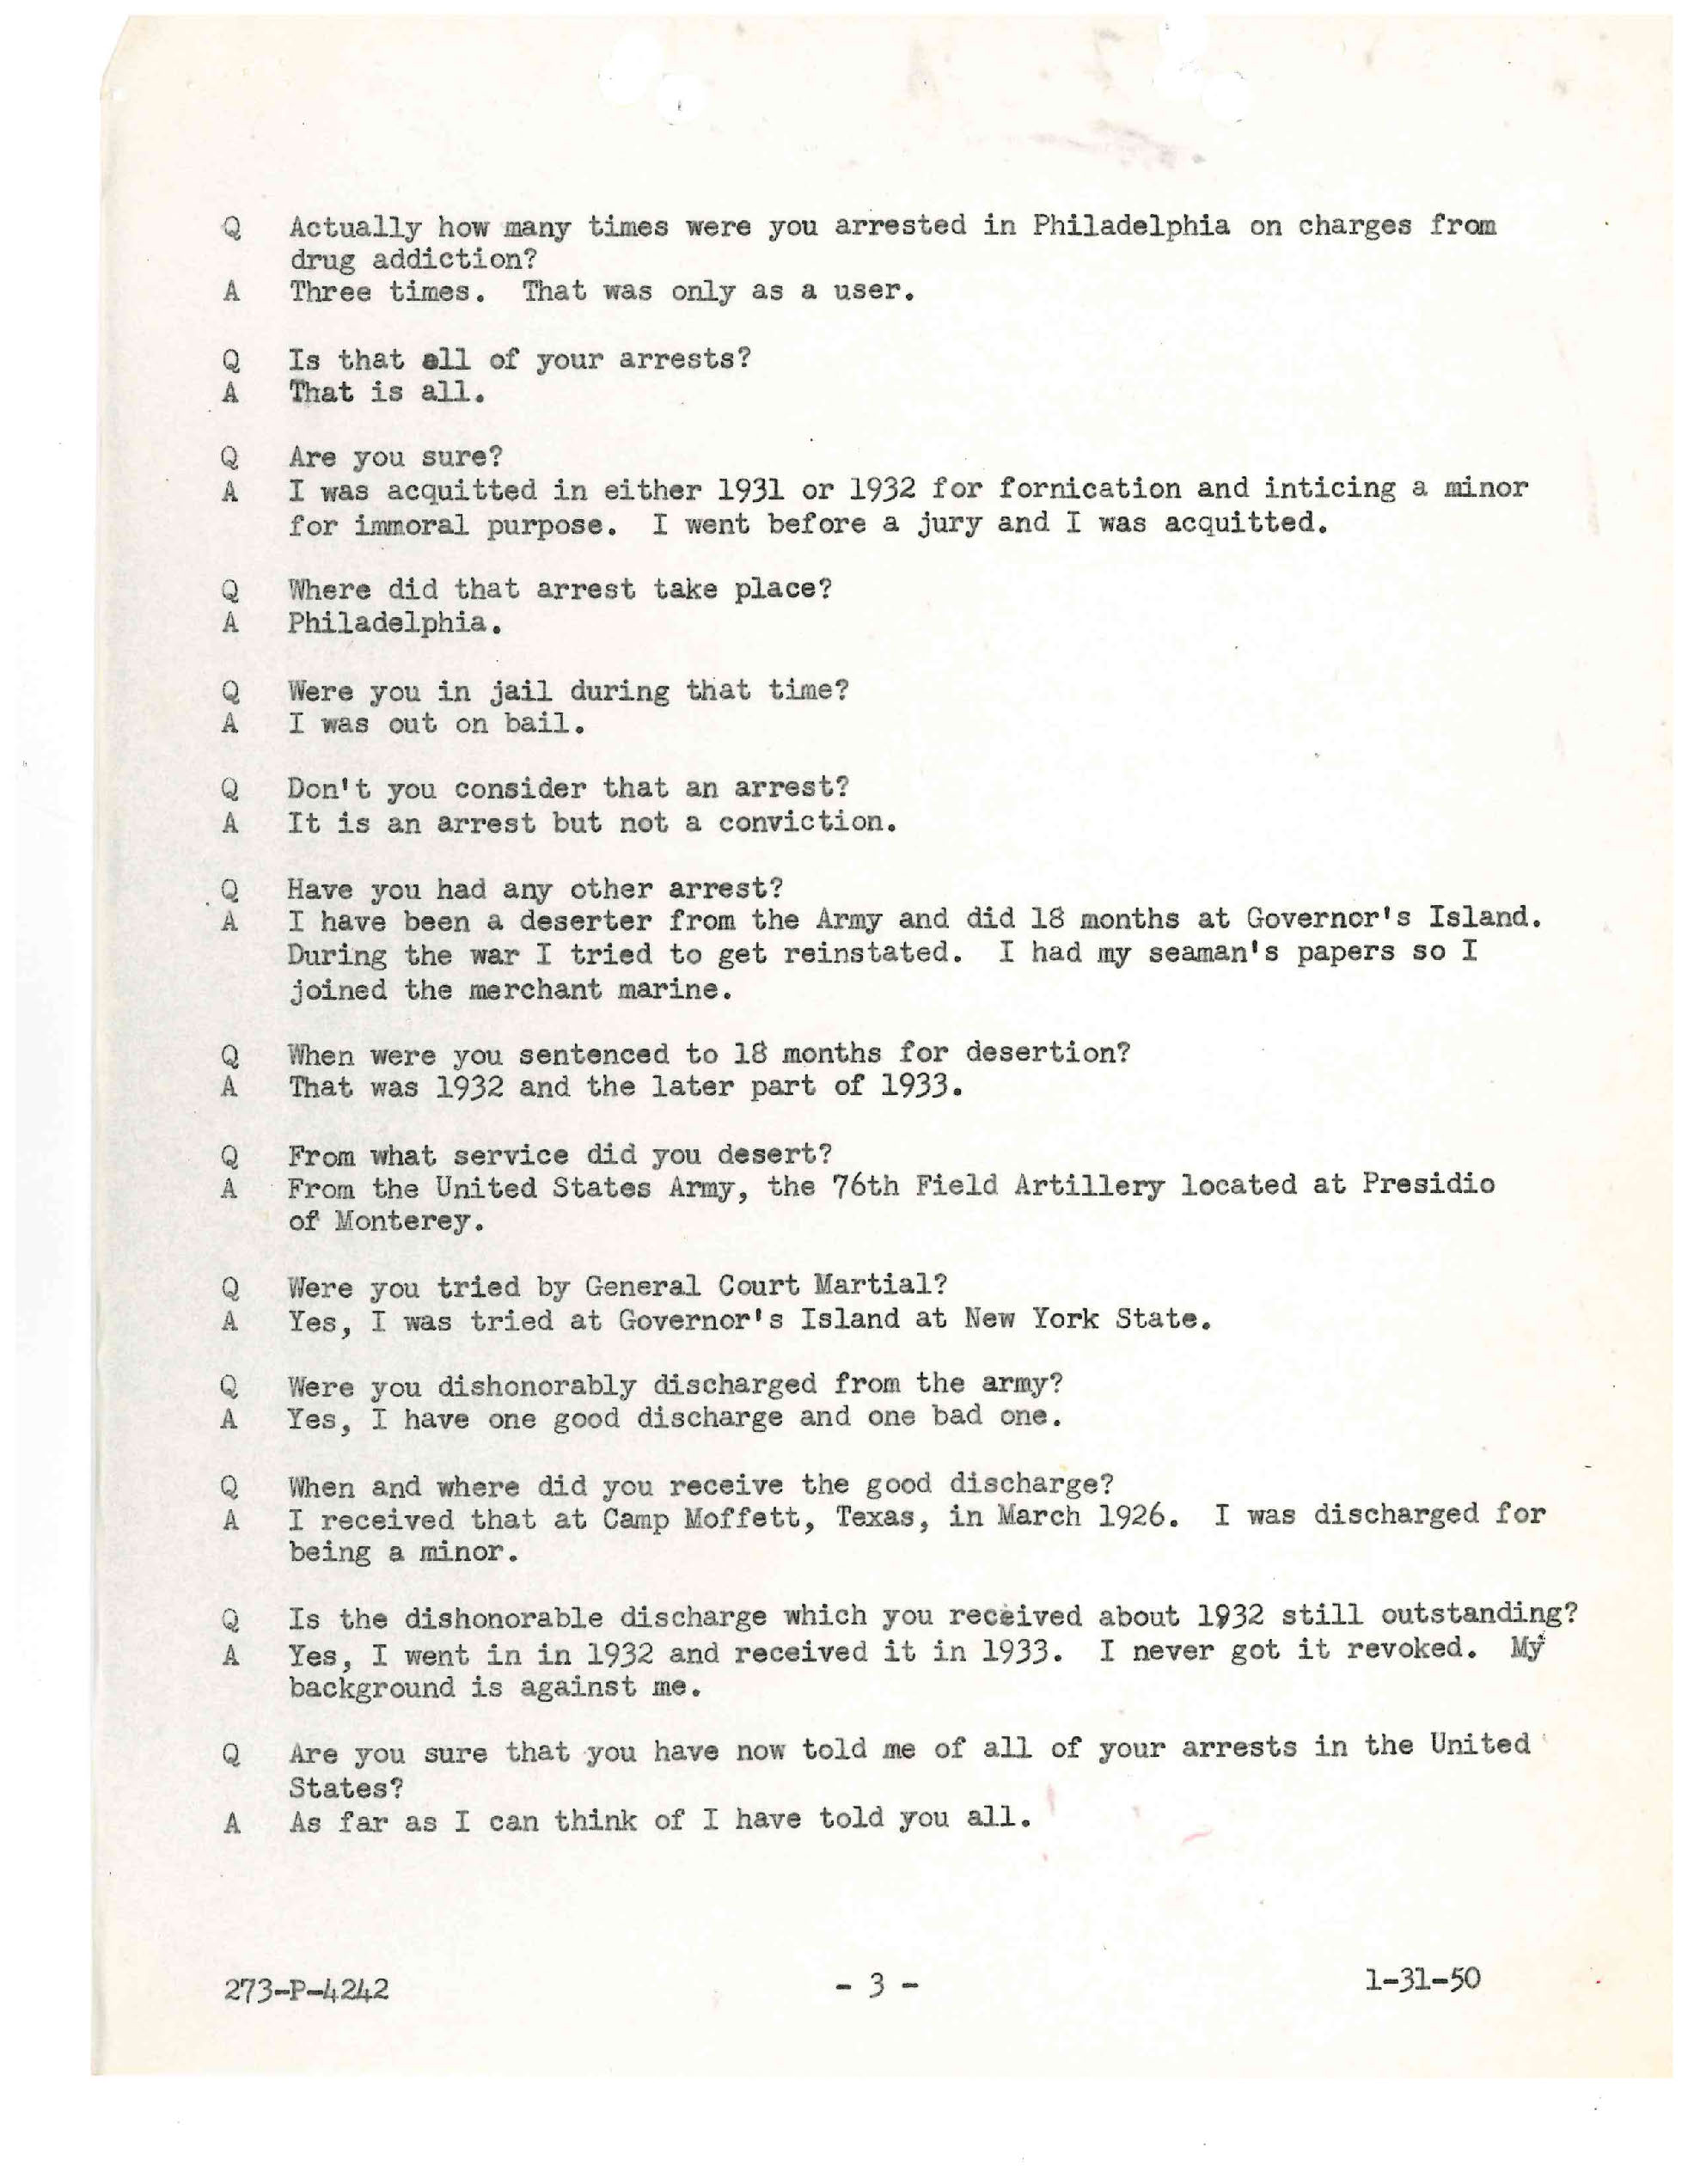 Q Actually how many times were you arrested in Philadelphia on charges from
drug addiction?
A Three times. That was only as a user.
Q Is that all of your arrests?
A That is all.
Q Are you sure?
A I was acquitted in either 1931 or 1932 for fornication and inticing a minor
for immoral purpose. I went before a jury and I was acquitted.
Q Where did that arrest take place?
A Philadelphia.
Q Were you in jail during that time?
A I was out on bail.
Q Don't you consider that an arrest?
A It is an arrest but not a conviction.
Q Have you had any other arrest?
A I have been a deserter from the Army and did 18 months at Governor's Island.
During the war I tried to get reinstated. I had my seaman's papers so I
joined the merchant marine.
Q When were you sentenced to 18 months for desertion?
A That was 1932 and the later part of 1933.
Q From what service did you desert?
A From the United States Army, the 76th Field Artillery located at Presidio
of Monterey.
Q Were you tried by General Court Martial?
A Yes, I was tried at Governor's Island at New York State.
Q Were you dishonorably discharged from the army?
A Yes, I have one good discharge and one bad one.
Q When and where did you receive the good discharge?
A I received that at Camp Moffett, Texas, in March 1926. I was discharged for
being a minor.
Q Is the dishonorable discharge which you received about 1932 still outstanding?
A Yes, I went in in 1932 and received it in 1933. I never got it revoked. My
background is against me.
Q Are you sure that you have now told me of all of your arrests in the United
States?
A As far as I can think of I have told you all.
273-P-4242 - 3 - 1-31-50